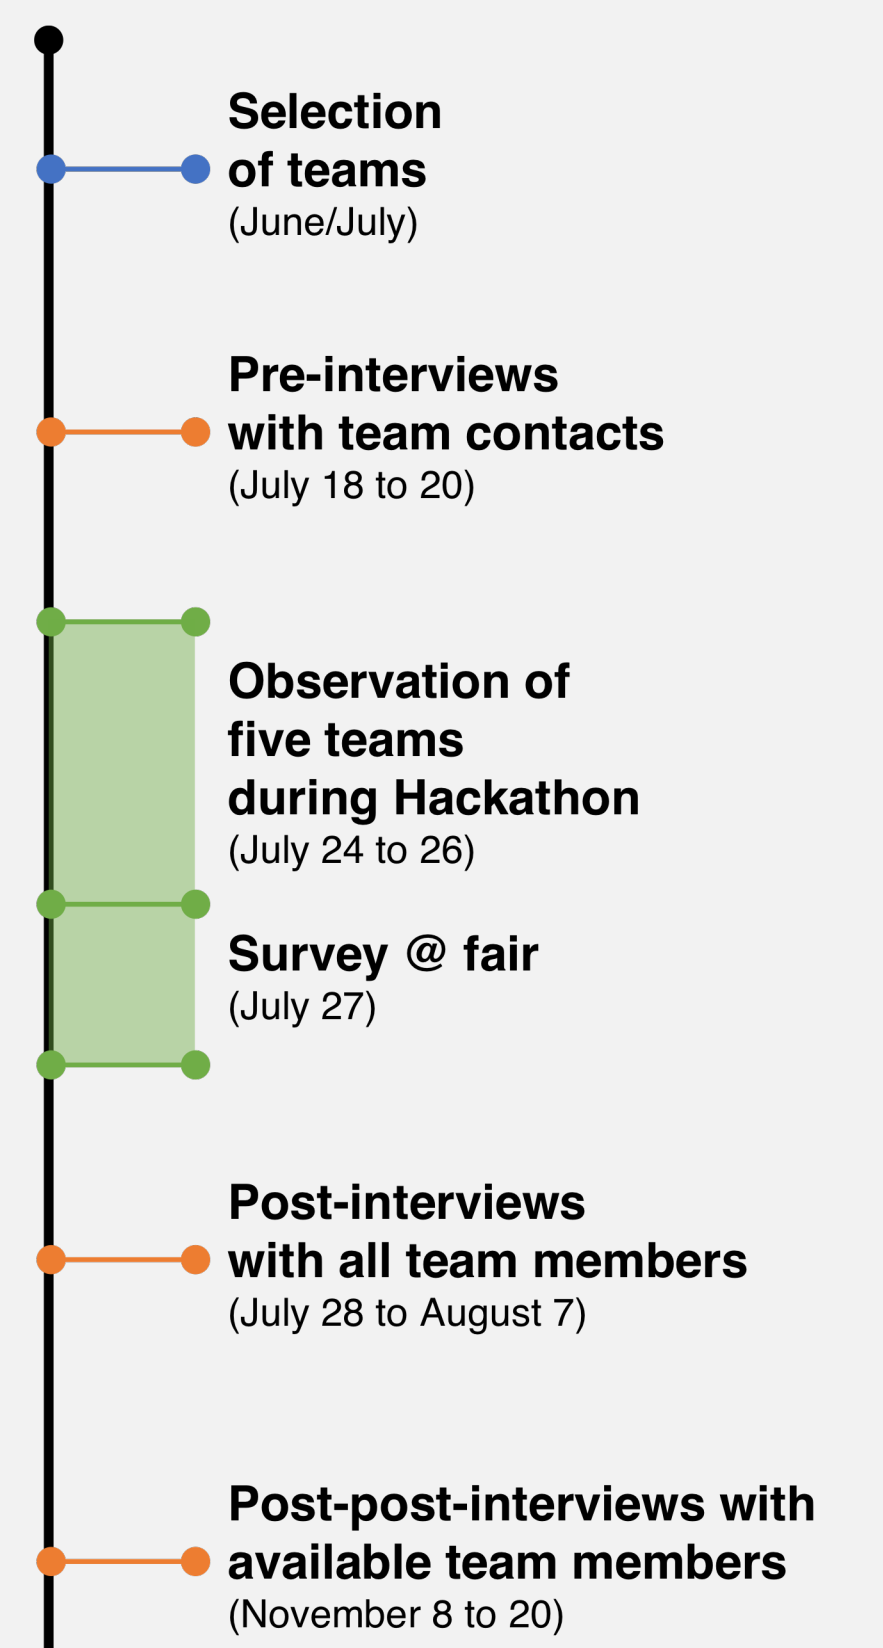 Selection
of teams
(June/July)
Pre-interviews
with team contacts
(July 18 to 20)
Observation of
five teams
during Hackathon
(July 24 to 26)
Survey @ fair
(July 27)
Post-interviews
with all team members
(July 28 to August 7)
Post-post-interviews with
available team members
(November 8 to 20)